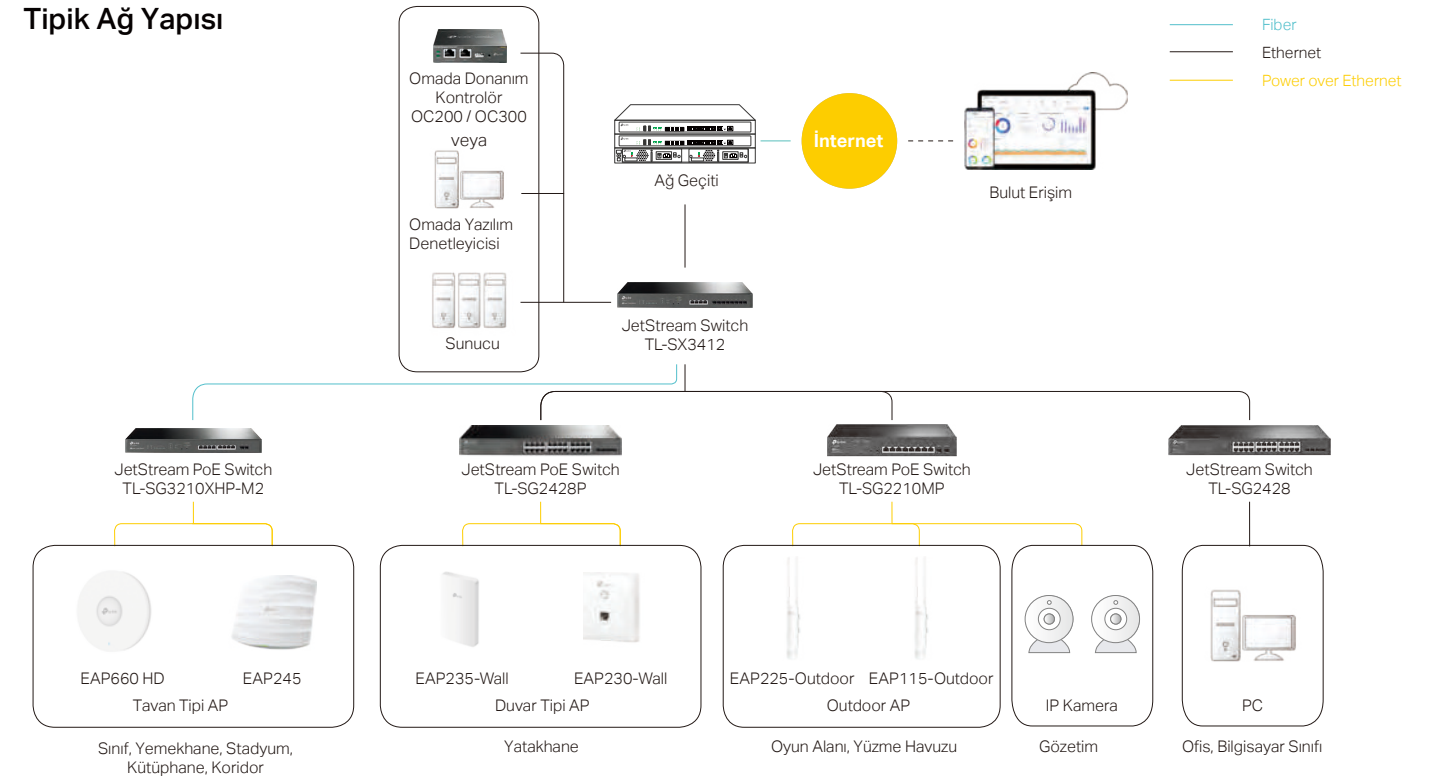 Tipik Ağ Yapısı
Fiber
Ethernet
Power over Ethernet
Omada Donanım
Kontrolör
OC200 / OC300
veya
Omada Yazılım
Denetleyicisi
Sunucu
Ağ Geçiti
İnternet
Bulut Erişim
JetStream Switch
TL-SX3412
JetStream PoE Switch
TL-SG3210XHP-M2
JetStream PoE Switch
TL-SG2428P
JetStream PoE Switch
TL-SG2210MP
JetStream Switch
TL-SG2428
EAP660 HD
EAP245
Tavan Tipi AP
EAP235-Wall
EAP230-Wall
Duvar Tipi AP
EAP225-Outdoor
EAP115-Outdoor
Outdoor AP
IP Kamera
PC
Sınıf, Yemekhane, Stadyum,
Kütüphane, Koridor
Yatakhane
Oyun Alanı, Yüzme Havuzu
Gözetim
Ofis, Bilgisayar Sınıfı